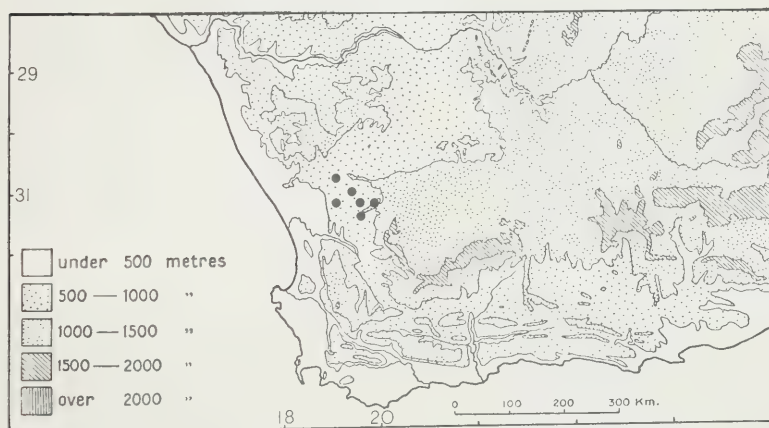 29
31
under 500 metres
500 — 1000 "
1000 — 1500 "
1500 — 2000 "
over 2000 "
18 20
0 100 200 300 Km.